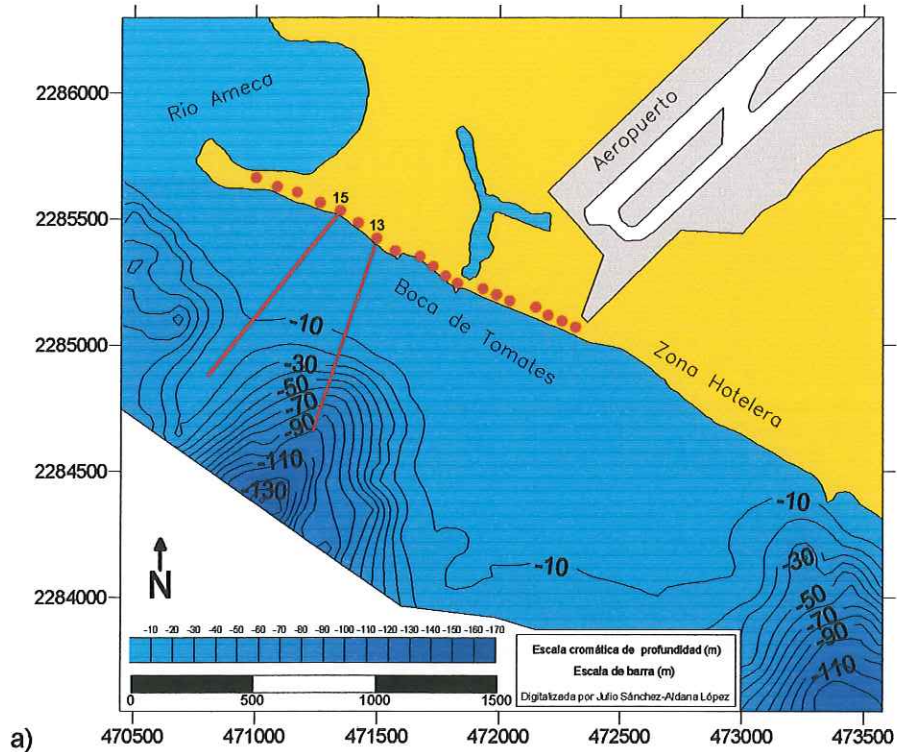 2286000
2285500
2285000
2284500
2284000
Río Ameca
Aeropuerto
15
13
Boca de Tomates
Zona Hotelera
-10
-30
-50
-70
-90
-110
-130
-10
-10
-30
-50
-70
-90
-110
N
-10 -20 -30 -40 -50 -60 -70 -80 -90 -100 -110 -120 -130 -140 -150 -160 -170
0 500 1000 1500
Escala cromática de profundidad (m)
Escala de barra (m)
Digitalizada por Julio Sánchez-Aldana López
a)
470500 471000 471500 472000 472500 473000 473500